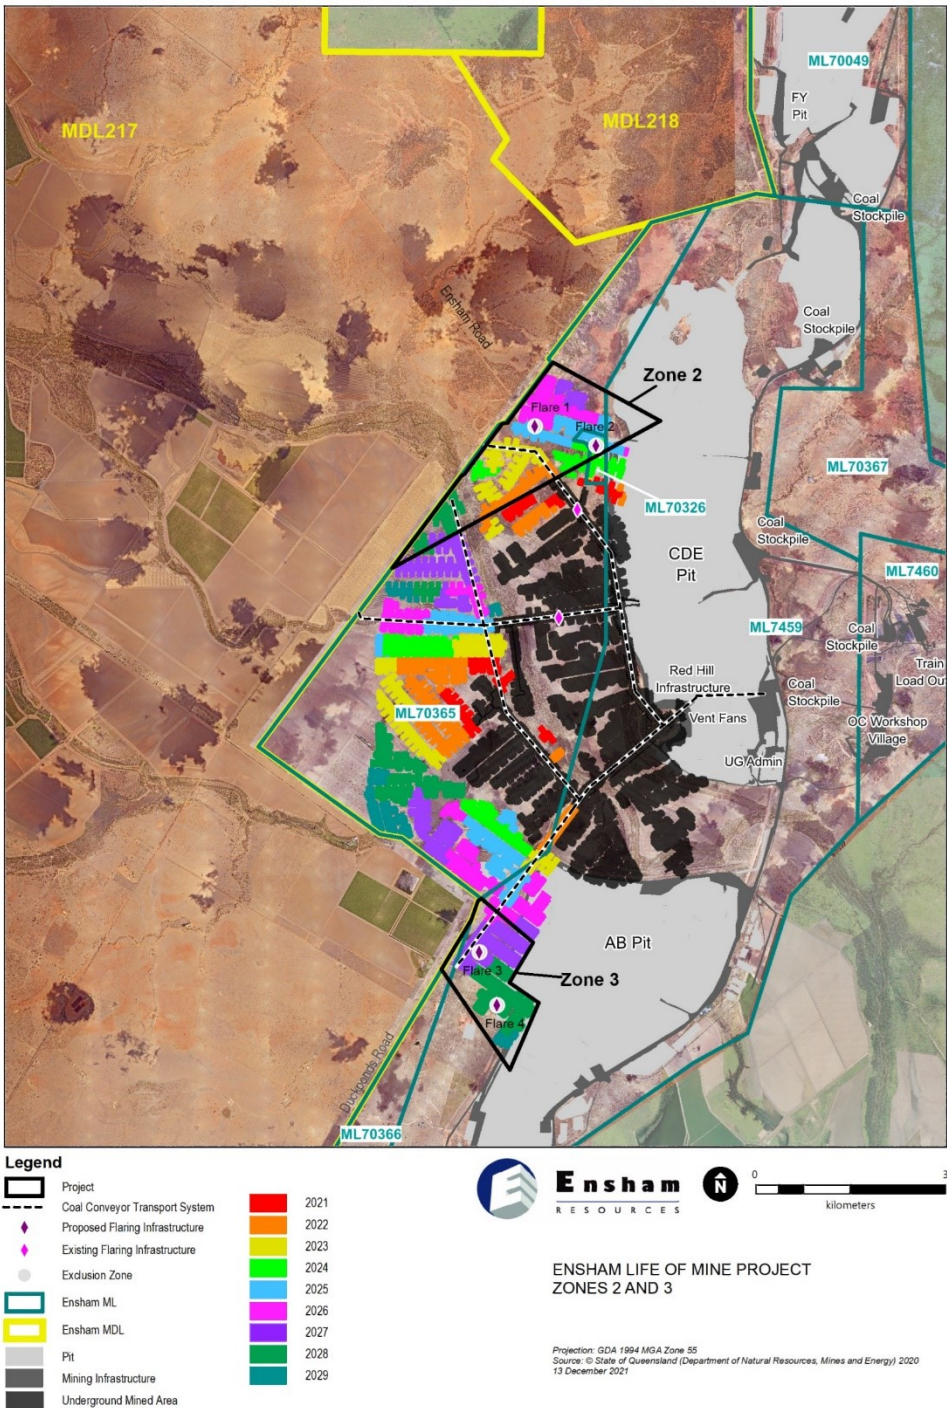 ML70049
FY
Pit
MDL217
MDL218
Coal
Stockpile
Ensham Road
Coal
Stockpile
Zone 2
Flare 1
Flare 2
ML70367
ML70326
Coal
Stockpile
CDE
Pit
ML7460
ML7459
Coal
Stockpile
Train
Load Out
Red Hill
Infrastructure
Coal
Stockpile
ML70365
Vent Fans
OC Workshop
Village
UG Admin
AB Pit
Flare 3
Zone 3
Flare 4
Duckponds Road
ML70366
Legend
Project
Coal Conveyor Transport System
Proposed Flaring Infrastructure
Existing Flaring Infrastructure
Exclusion Zone
Ensham ML
Ensham MDL
Pit
Mining Infrastructure
Underground Mined Area
2021
2022
2023
2024
2025
2026
2027
2028
2029
Ensham
RESOURCES
N
0 3
kilometers
ENSHAM LIFE OF MINE PROJECT
ZONES 2 AND 3
Projection: GDA 1994 MGA Zone 55
Source: © State of Queensland (Department of Natural Resources, Mines and Energy) 2020
13 December 2021